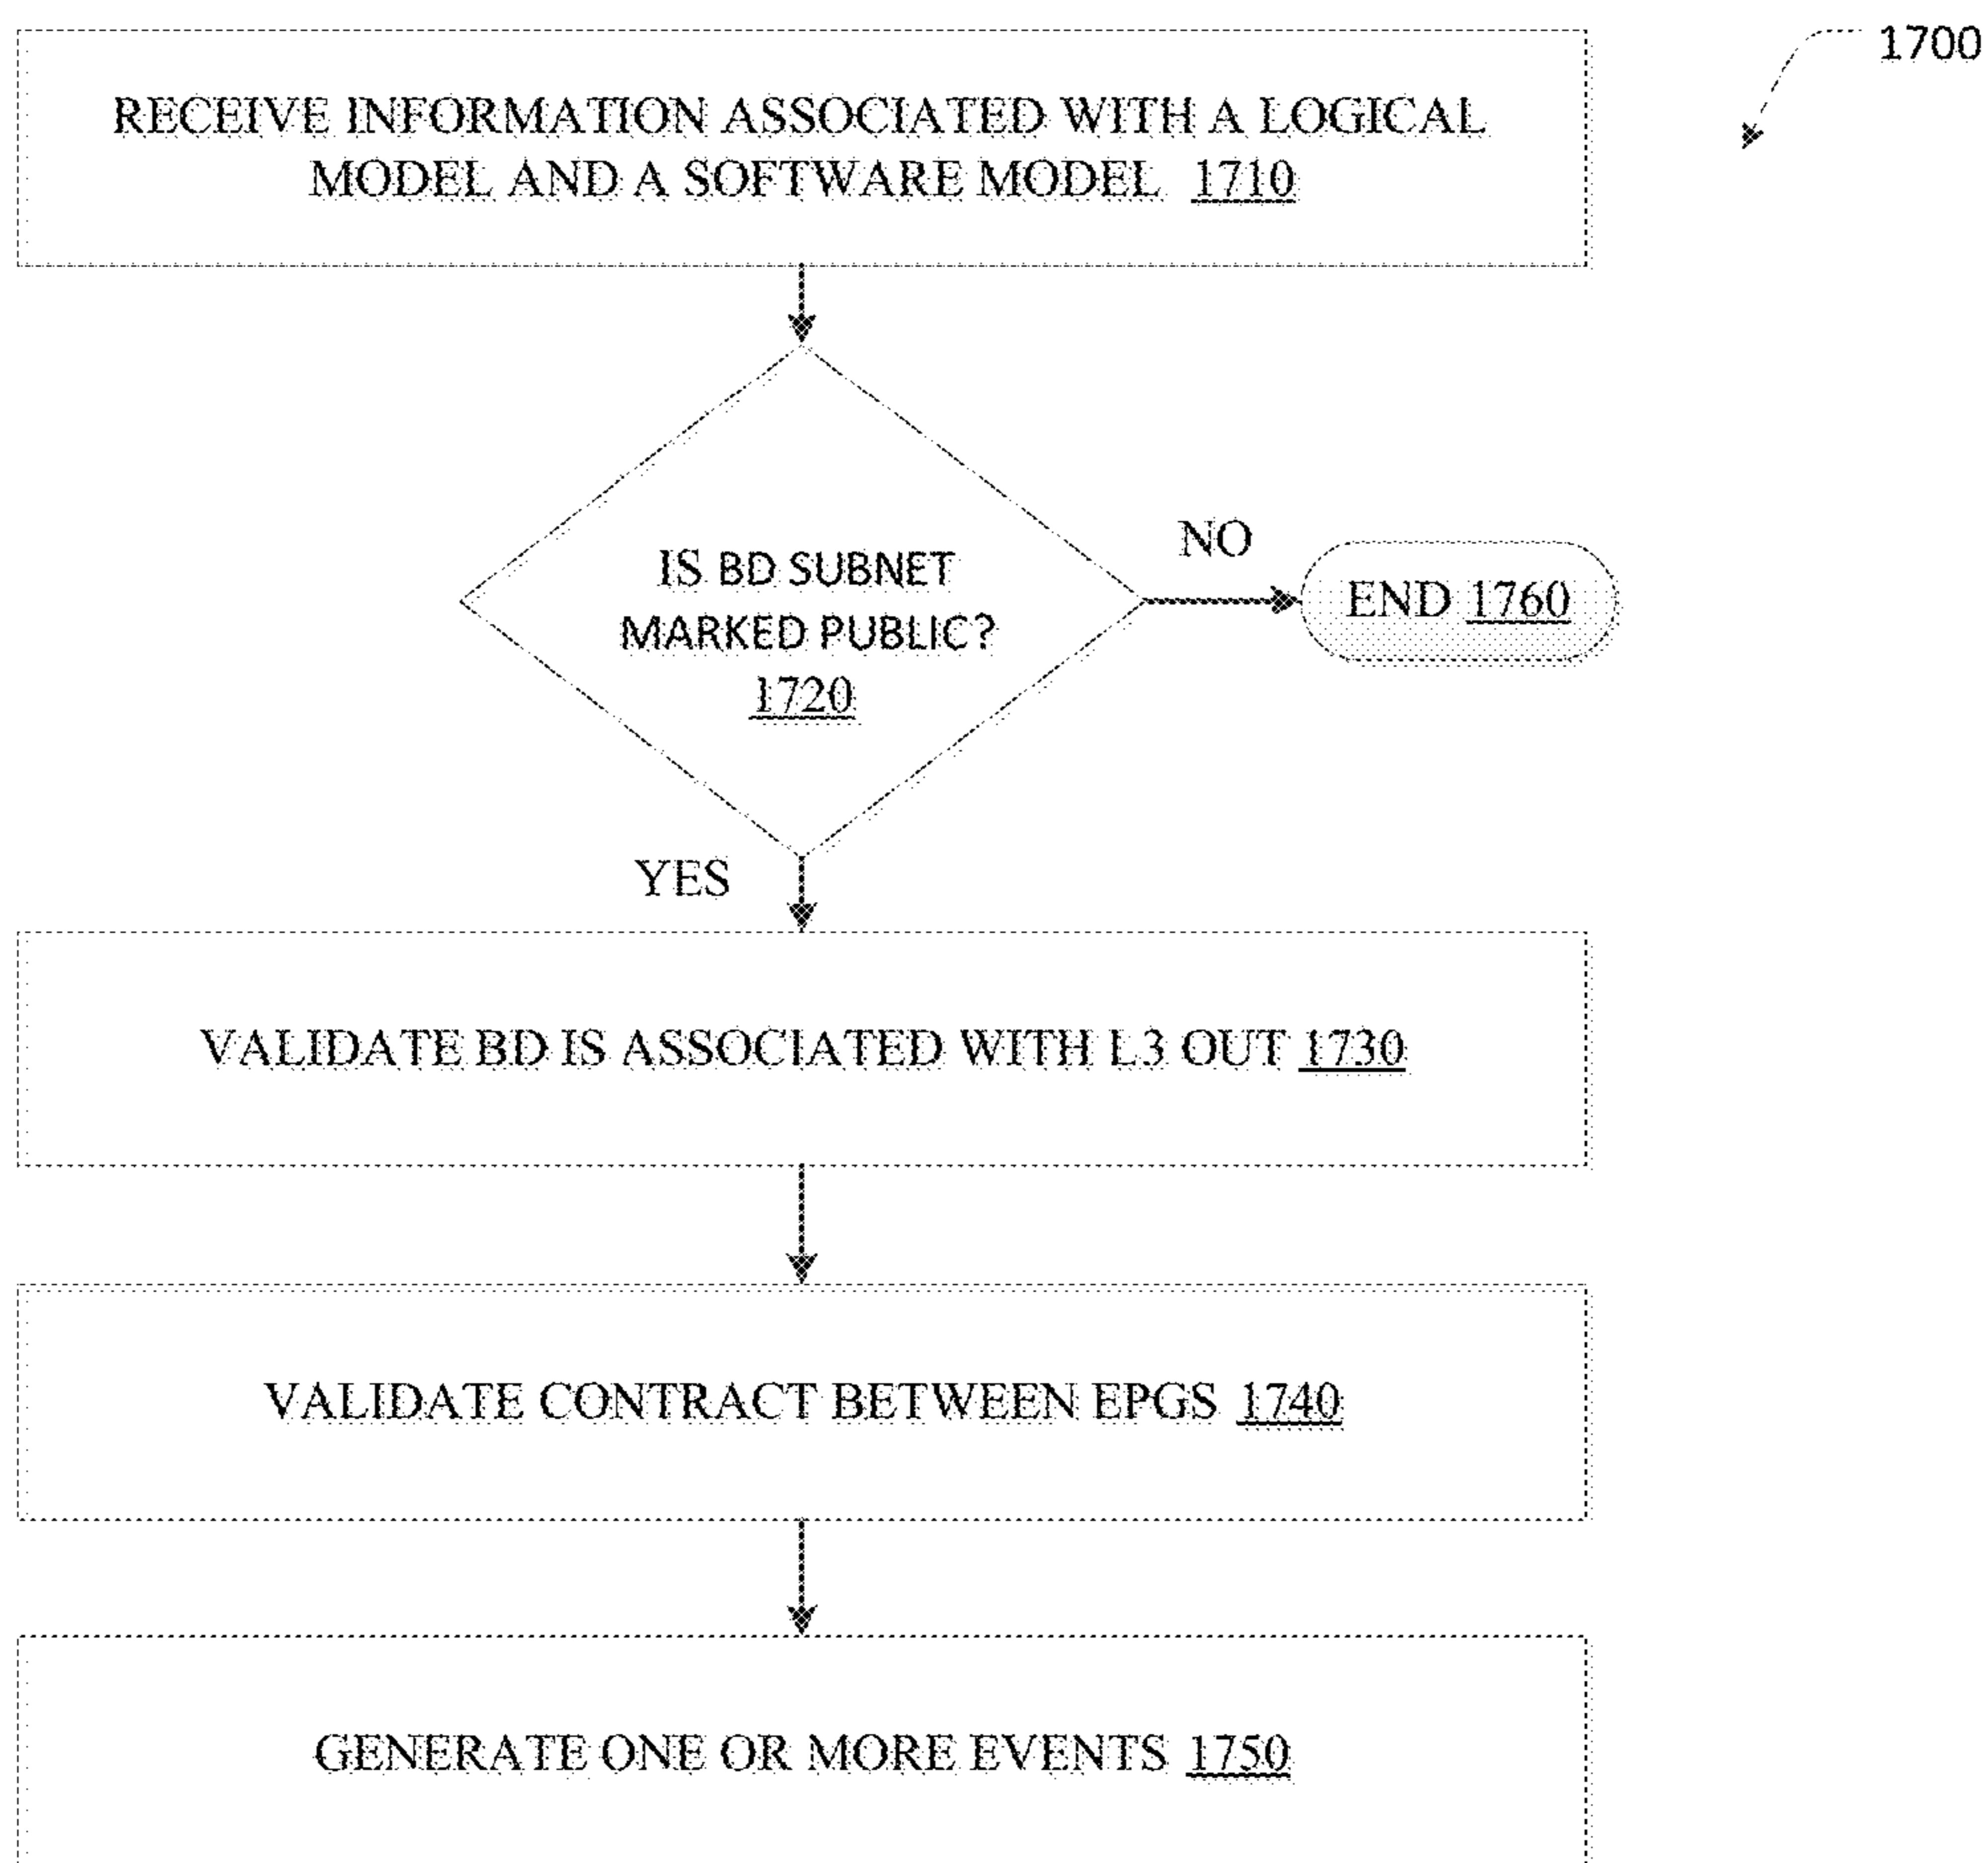 1700
RECEIVE INFORMATION ASSOCIATED WITH A LOGICAL
MODEL AND A SOFTWARE MODEL 1710
IS BD SUBNET
MARKED PUBLIC?
1720
NO
END 1760
YES
VALIDATE BD IS ASSOCIATED WITH L3 OUT 1730
VALIDATE CONTRACT BETWEEN EPGS 1740
GENERATE ONE OR MORE EVENTS 1750